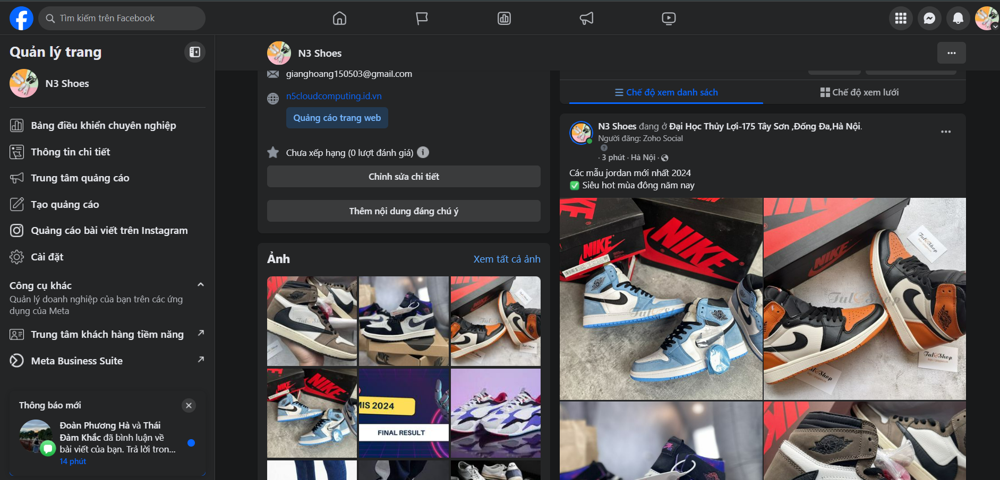 Tìm kiếm trên Facebook
Quản lý trang
N3 Shoes
Bảng điều khiển chuyên nghiệp
Thông tin chi tiết
Trung tâm quảng cáo
Tạo quảng cáo
Quảng cáo bài viết trên Instagram
Cài đặt
Công cụ khác
Quản lý doanh nghiệp của bạn trên các ứng
dụng của Meta
Trung tâm khách hàng tiềm năng
Meta Business Suite
Thông báo mới
Đoàn Phương Hà và Thái
Đàm Khắc đã bình luận về
bài viết của bạn. Trả lời tron...
14 phút
N3 Shoes
gianghoang150503@gmail.com
n5cloudcomputing.id.vn
Quảng cáo trang web
Chưa xếp hạng (0 lượt đánh giá)
Chỉnh sửa chi tiết
Thêm nội dung đáng chú ý
Ảnh
Xem tất cả ảnh
MIS 2024
FINAL RESULT
Chế độ xem danh sách
Chế độ xem lưới
N3 Shoes đang ở Đại Học Thủy Lợi-175 Tây Sơn ,Đống Đa,Hà Nội.
Người đăng: Zoho Social
· 3 phút · Hà Nội ·
Các mẫu jordan mới nhất 2024
✅ Siêu hot mùa đông năm nay
NIKE
NIKE
NIKE
Tul&Shop
Tul&Shop
Tul&Shop
Tul&Shop